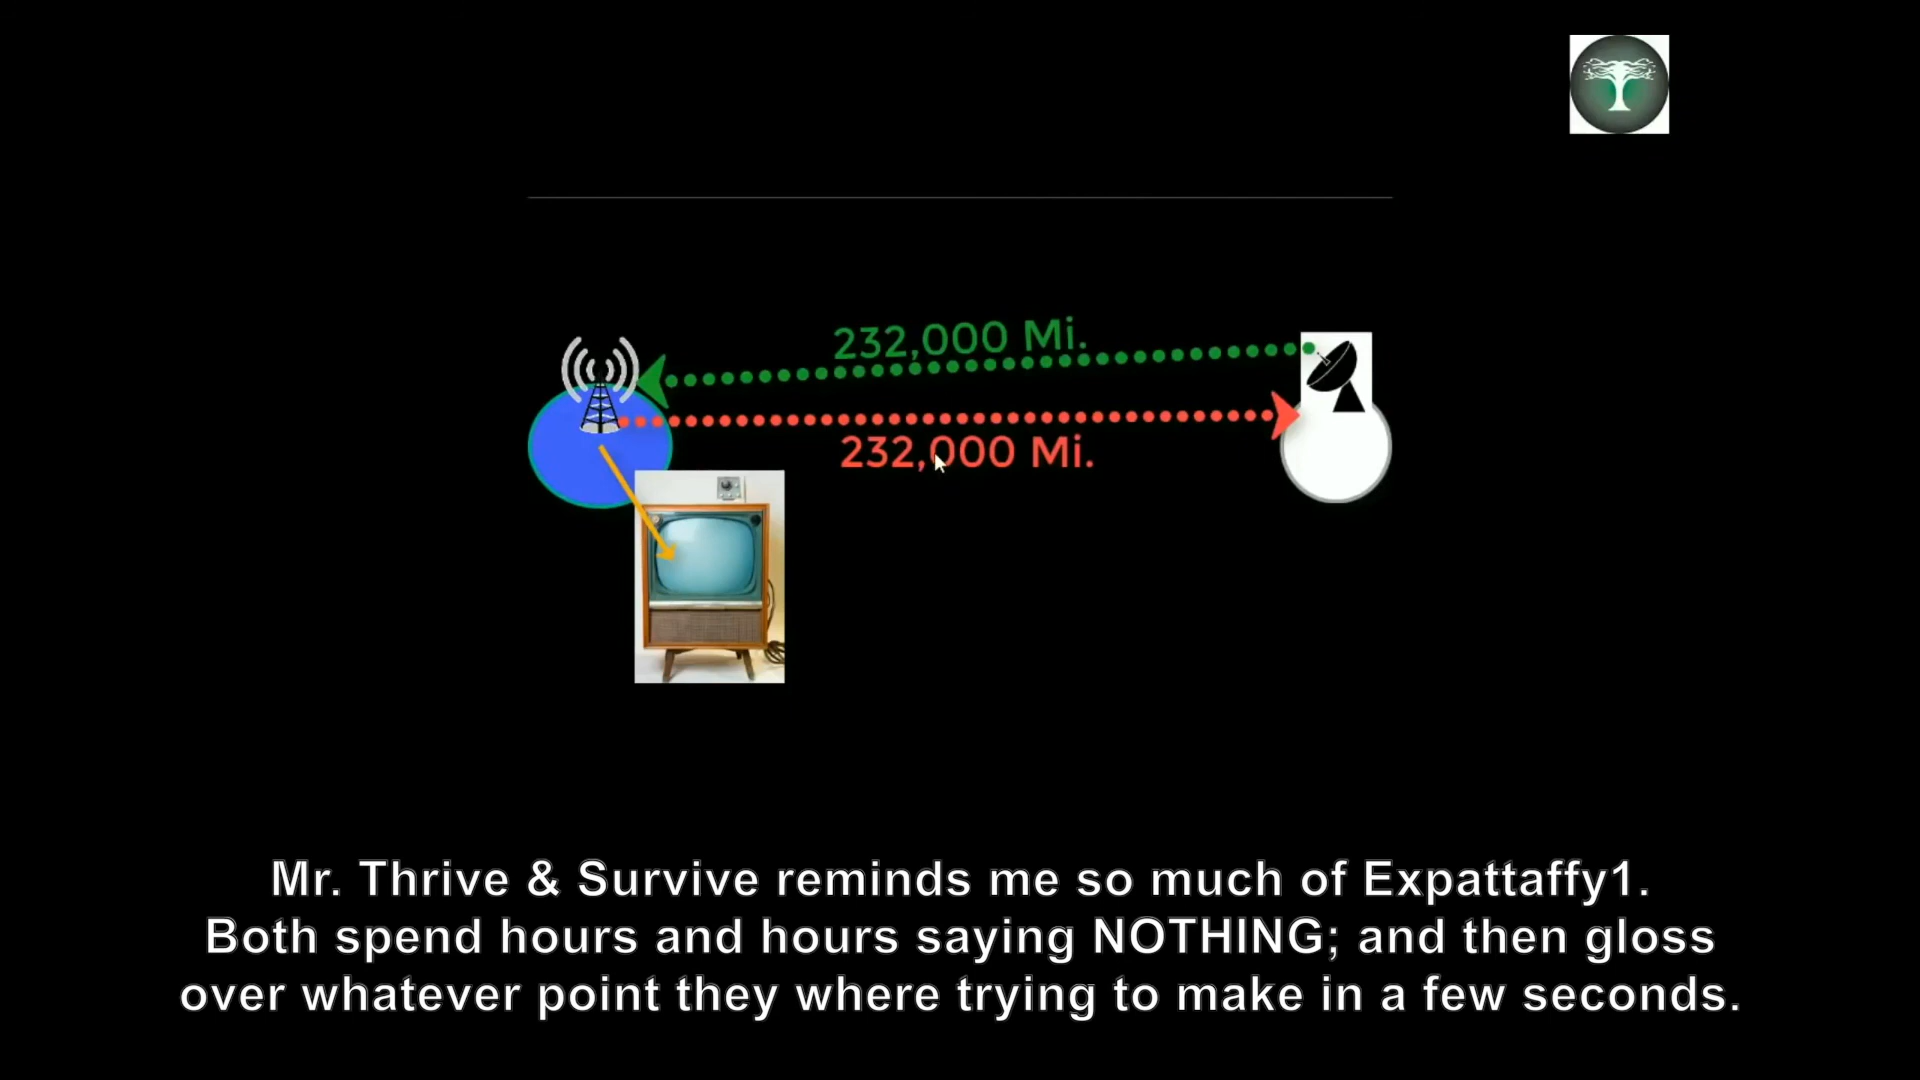 232,000 Mi.
232,000 Mi.
Mr. Thrive & Survive reminds me so much of Expattaffy1.
Both spend hours and hours saying NOTHING; and then gloss
over whatever point they where trying to make in a few seconds.